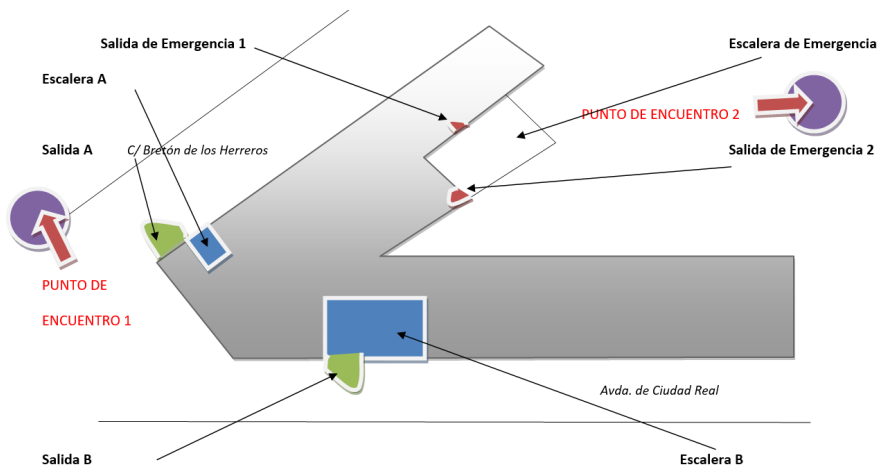 Salida de Emergencia 1
Escalera de Emergencia
Escalera A
PUNTO DE ENCUENTRO 2
Salida A
C/ Bretón de los Herreros
Salida de Emergencia 2
PUNTO DE
ENCUENTRO 1
Avda. de Ciudad Real
Salida B
Escalera B